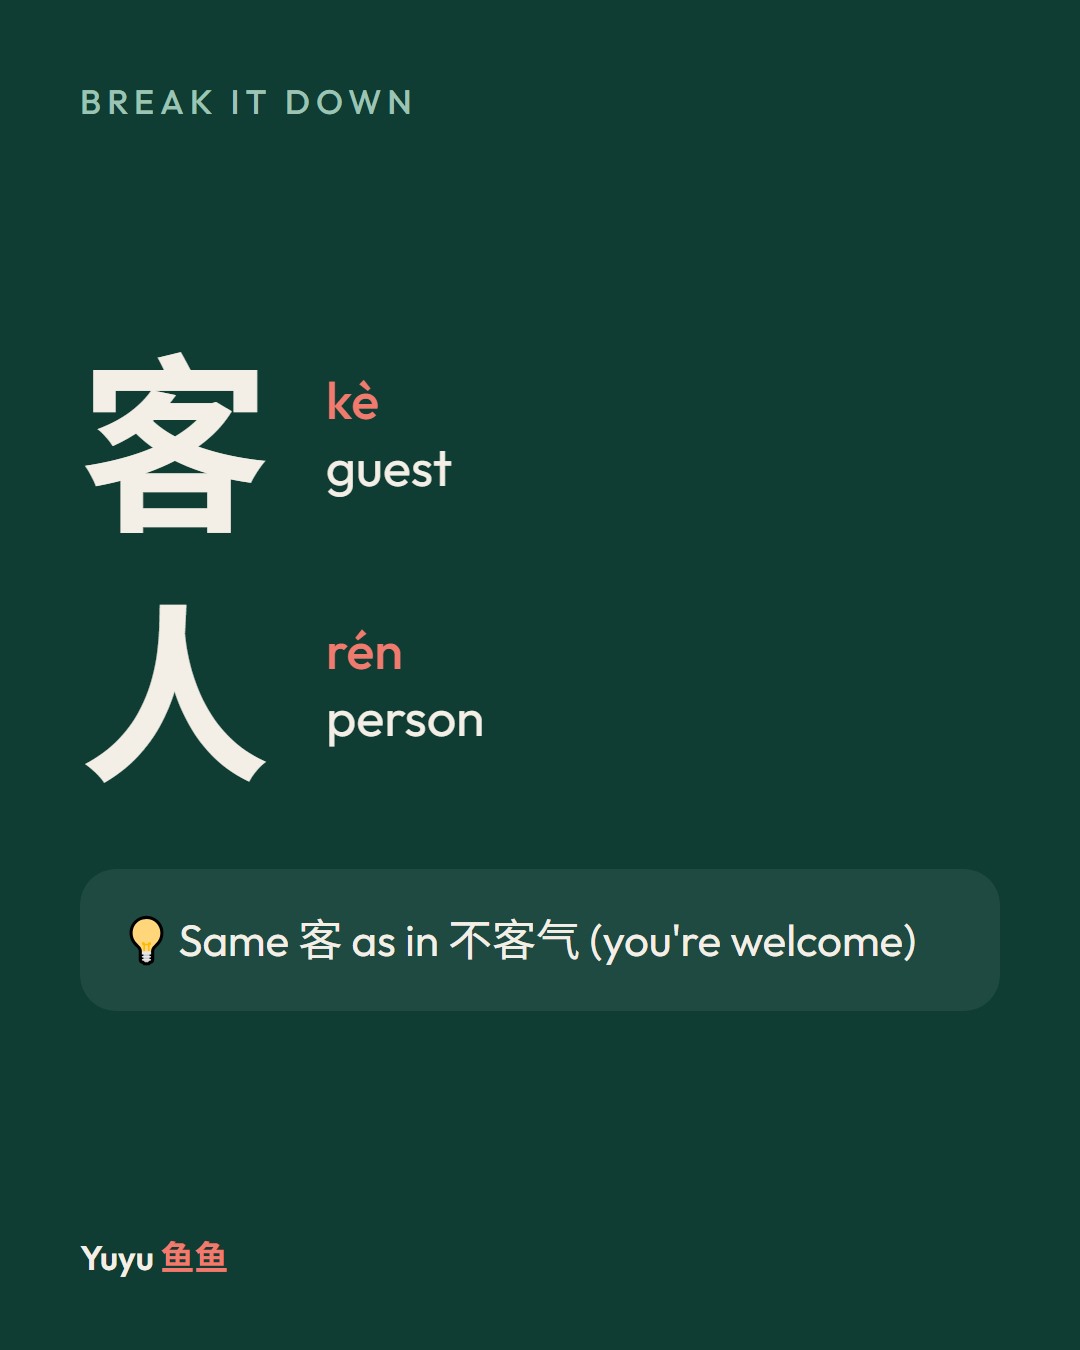 BREAK IT DOWN
客
kè
guest
人
rén
person
💡 Same 客 as in 不客气 (you're welcome)
Yuyu 鱼鱼